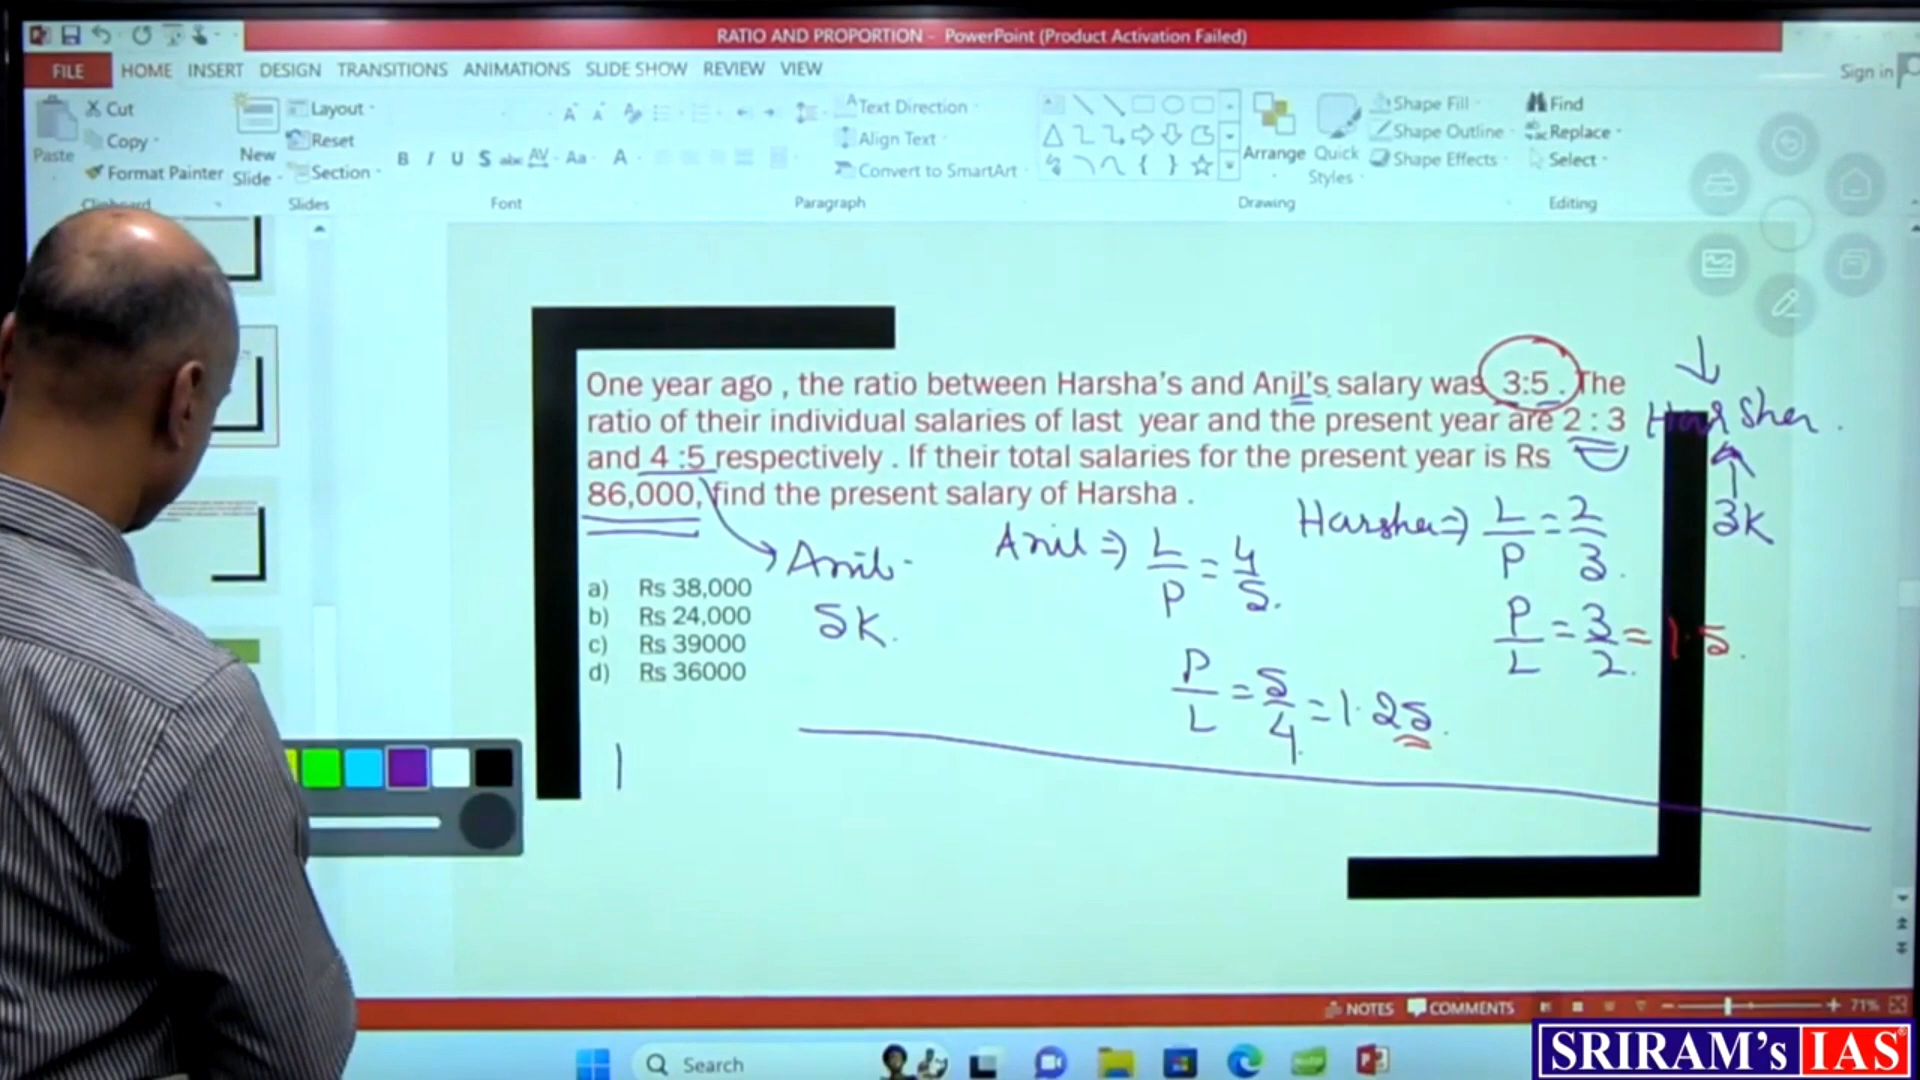 RATIO AND PROPORTION - PowerPoint (Product Activation Failed)
FILE HOME INSERT DESIGN TRANSITIONS ANIMATIONS SLIDE SHOW REVIEW VIEW
Sign in
Paste
Cut
Copy
Format Painter
Clipboard
New Slide
Layout
Reset
Section
Slides
B I U S abc AV Aa A
Font
Text Direction
Align Text
Convert to SmartArt
Paragraph
Arrange
Quick Styles
Shape Fill
Shape Outline
Shape Effects
Drawing
Find
Replace
Select
Editing
One year ago , the ratio between Harsha's and Anil's salary was 3:5 . The
ratio of their individual salaries of last year and the present year are 2 : 3
and 4 :5 respectively . If their total salaries for the present year is Rs
86,000, find the present salary of Harsha .
a) Rs 38,000
b) Rs 24,000
c) Rs 39000
d) Rs 36000
Harsha .
3K
Anil -
5K.
Anil ⇒ L/P = 4/5.
P/L = 5/4 = 1.25.
Harsha ⇒ L/P = 2/3.
P/L = 3/2 = 1.5.
NOTES COMMENTS 71%
Search
SRIRAM's IAS